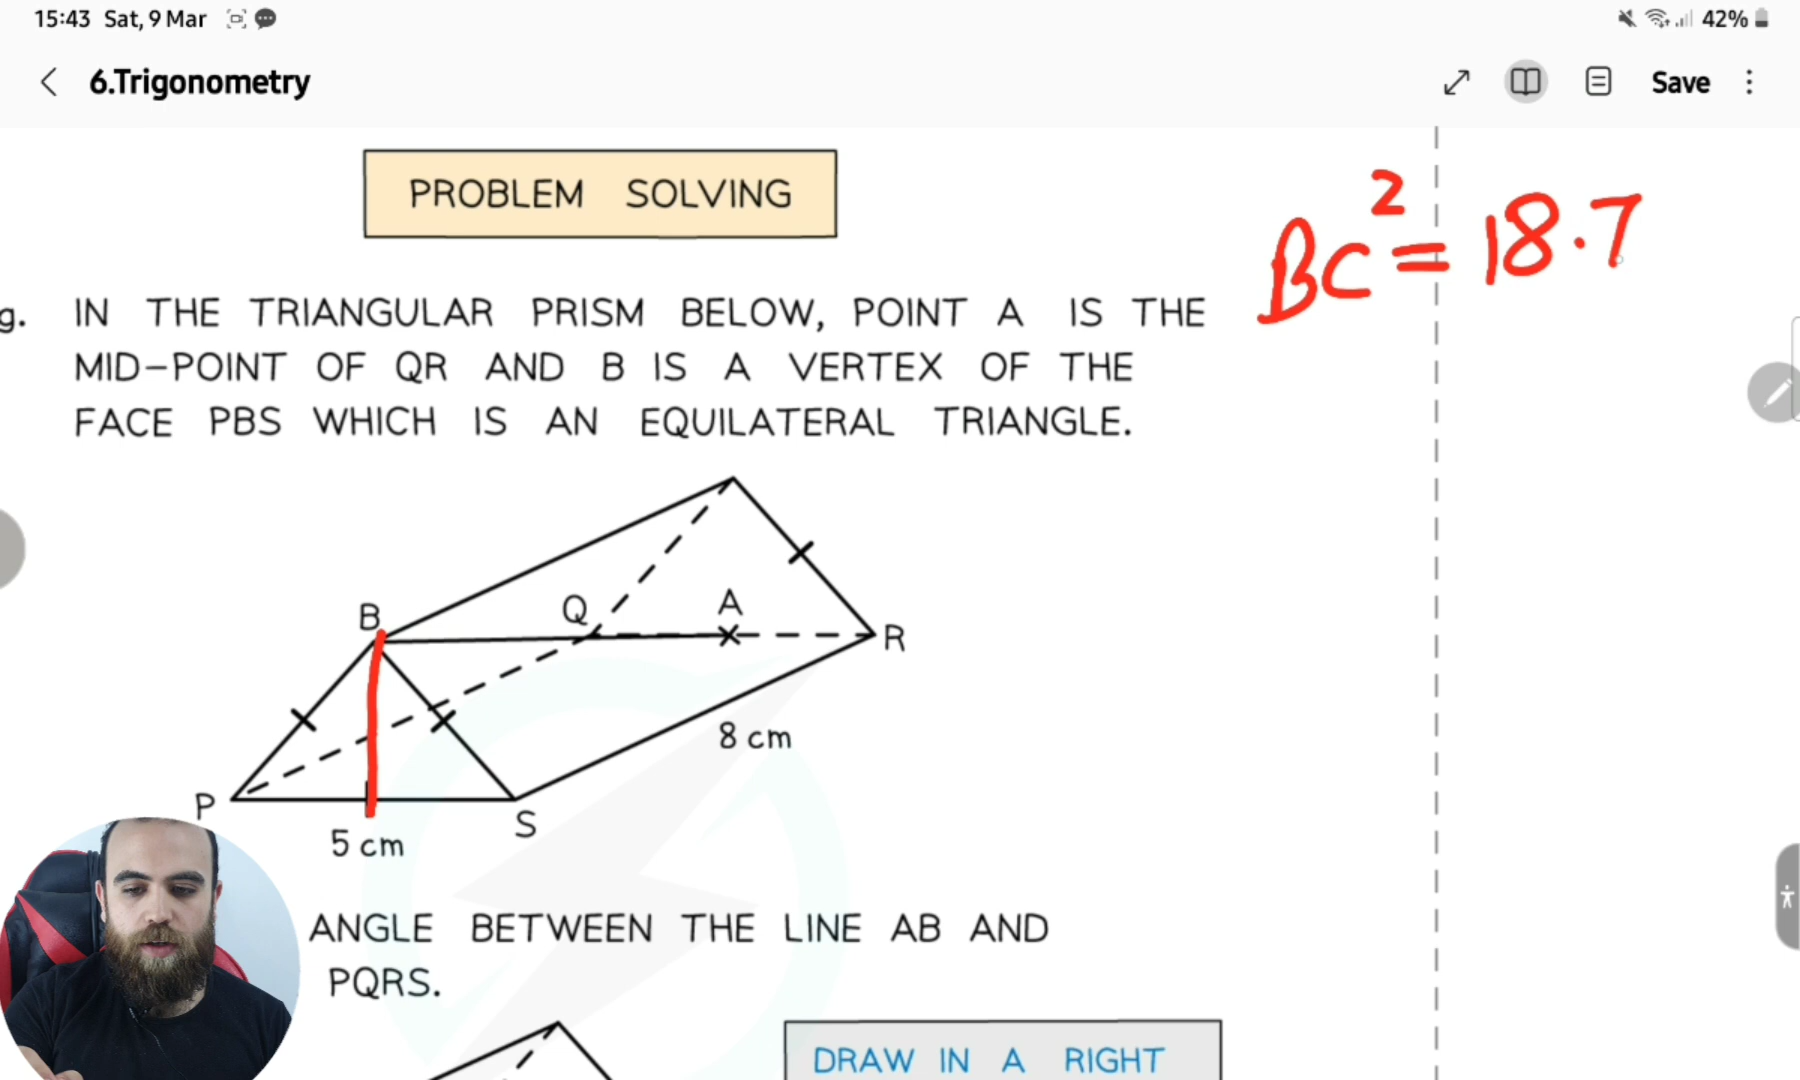 15:43 Sat, 9 Mar
42%
6.Trigonometry
Save
PROBLEM SOLVING
BC² = 18.7
g. IN THE TRIANGULAR PRISM BELOW, POINT A IS THE
MID-POINT OF QR AND B IS A VERTEX OF THE
FACE PBS WHICH IS AN EQUILATERAL TRIANGLE.
B
Q
A
R
8 cm
P
S
5 cm
ANGLE BETWEEN THE LINE AB AND
PQRS.
DRAW IN A RIGHT